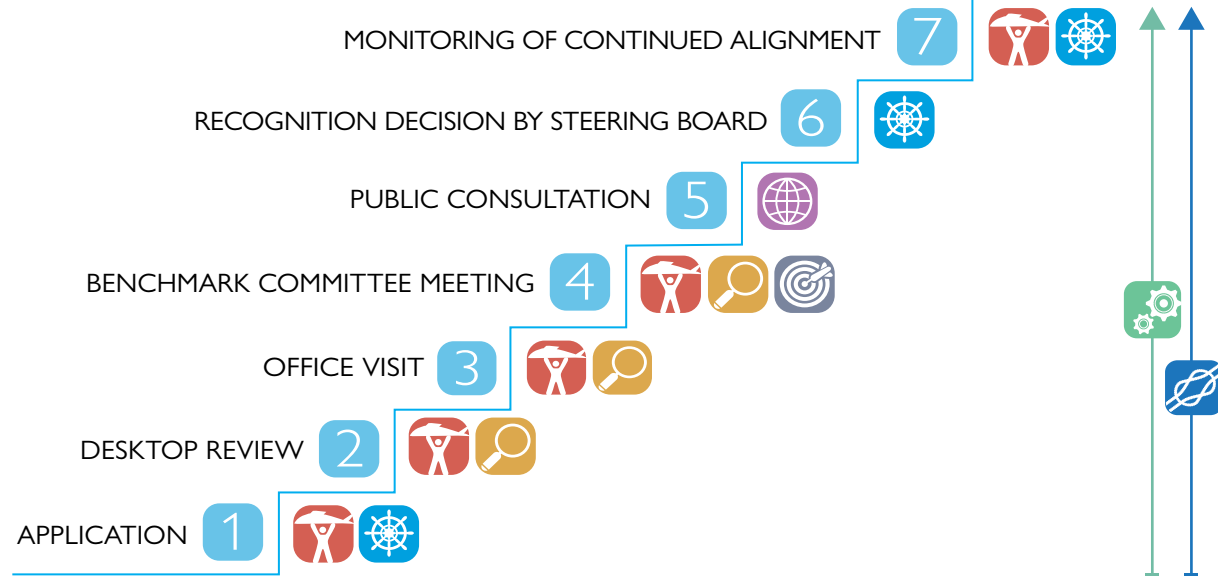 MONITORING OF CONTINUED ALIGNMENT 7
RECOGNITION DECISION BY STEERING BOARD 6
PUBLIC CONSULTATION 5
BENCHMARK COMMITTEE MEETING 4
OFFICE VISIT 3
DESKTOP REVIEW 2
APPLICATION 1